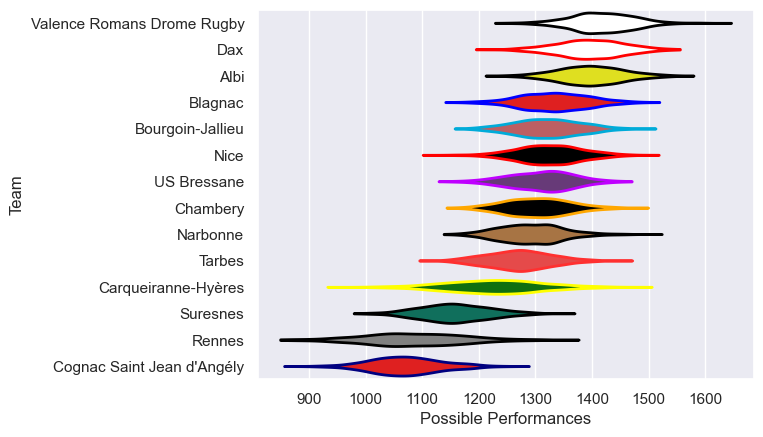 Valence Romans Drome Rugby
Dax
Albi
Blagnac
Bourgoin-Jallieu
Nice
US Bressane
Chambery
Narbonne
Tarbes
Carqueiranne-Hyères
Suresnes
Rennes
Cognac Saint Jean d'Angély
Team
900 1000 1100 1200 1300 1400 1500 1600
Possible Performances